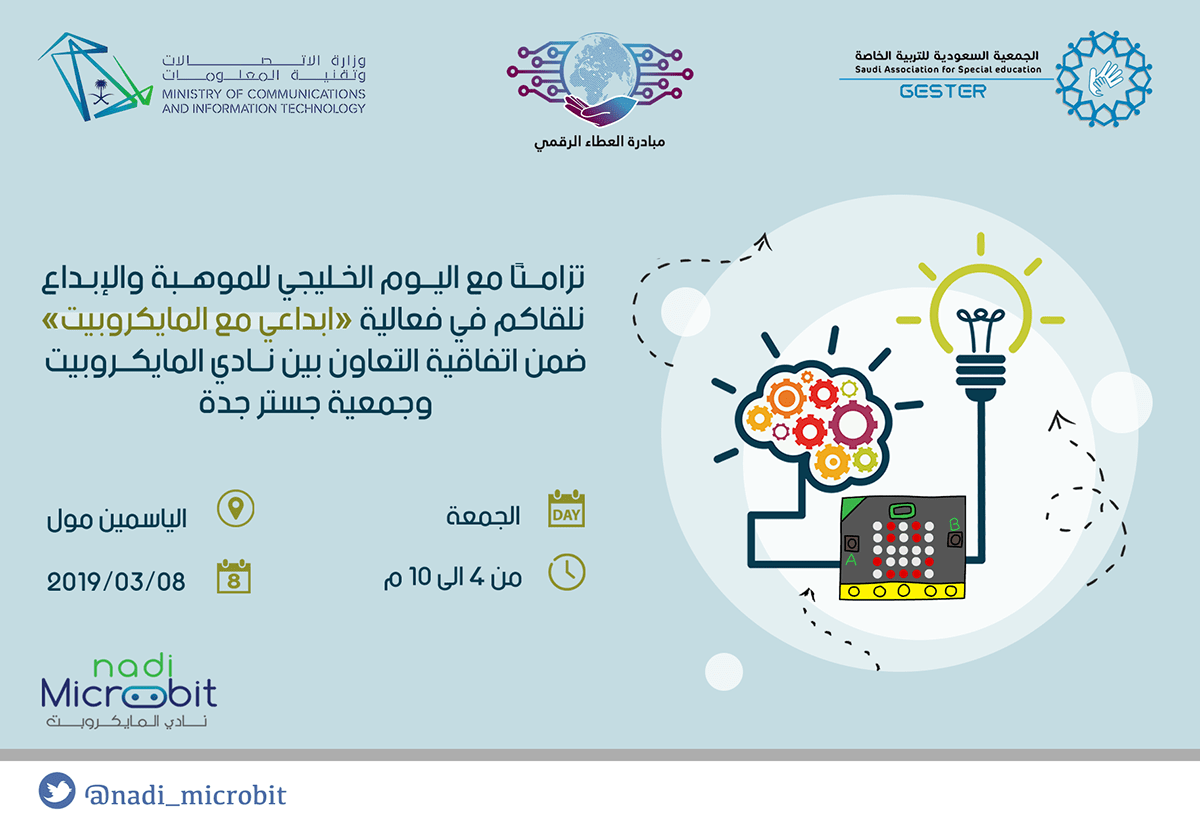 وزارة الاتصالات
وتقنية المعلومات
MINISTRY OF COMMUNICATIONS
AND INFORMATION TECHNOLOGY
مبادرة العطاء الرقمي
الجمعية السعودية للتربية الخاصة
Saudi Association for Special education
GESTER
تزامنًا مع اليوم الخليجي للموهبة والإبداع
نلقاكم في فعالية «ابداعي مع المايكروبيت»
ضمن اتفاقية التعاون بين نادي المايكروبيت
وجمعية جستر جدة
DAY
الجمعة
الياسمين مول
من 4 الى 10 م
8
2019/03/08
A
B
nadi
Microbit
نادي المايكروبت
@nadi_microbit